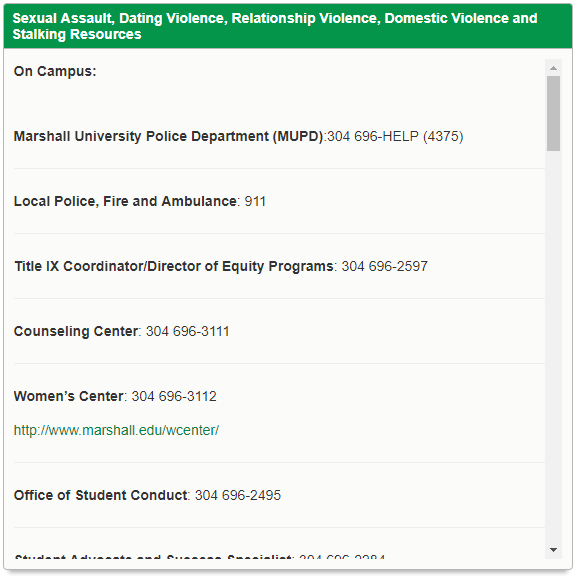 Sexual Assault, Dating Violence, Relationship Violence, Domestic Violence and
Stalking Resources
On Campus:
Marshall University Police Department (MUPD):304 696-HELP (4375)
Local Police, Fire and Ambulance: 911
Title IX Coordinator/Director of Equity Programs: 304 696-2597
Counseling Center: 304 696-3111
Women’s Center: 304 696-3112
http://www.marshall.edu/wcenter/
Office of Student Conduct: 304 696-2495
Student Advocate and Success Specialist: 304 696-2284